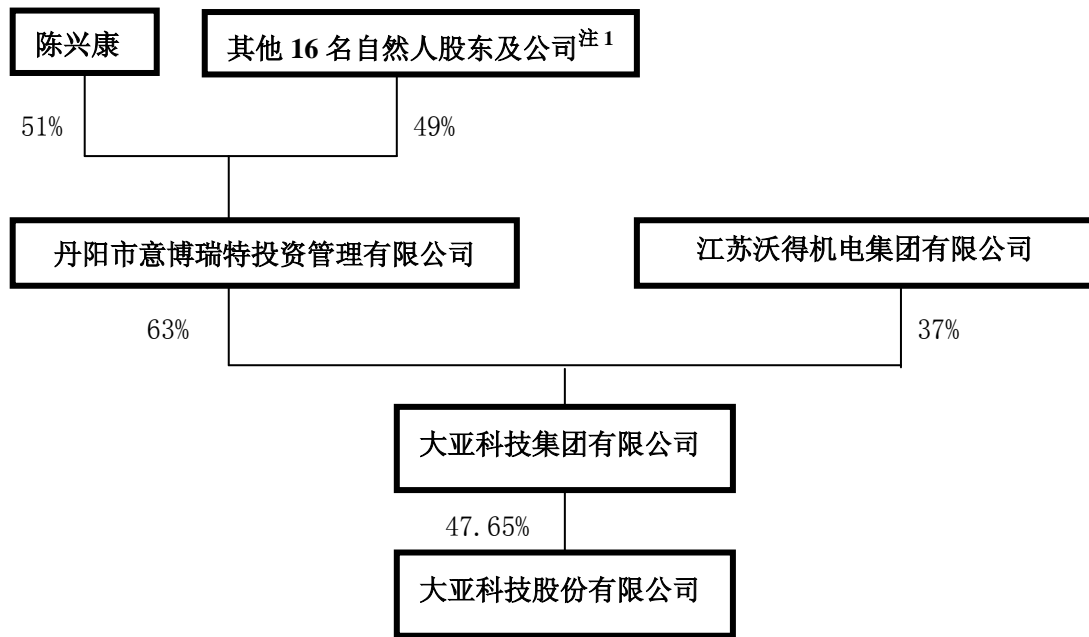 陈兴康
其他 16 名自然人股东及公司注 1
51%
49%
丹阳市意博瑞特投资管理有限公司
江苏沃得机电集团有限公司
63%
37%
大亚科技集团有限公司
47.65%
大亚科技股份有限公司